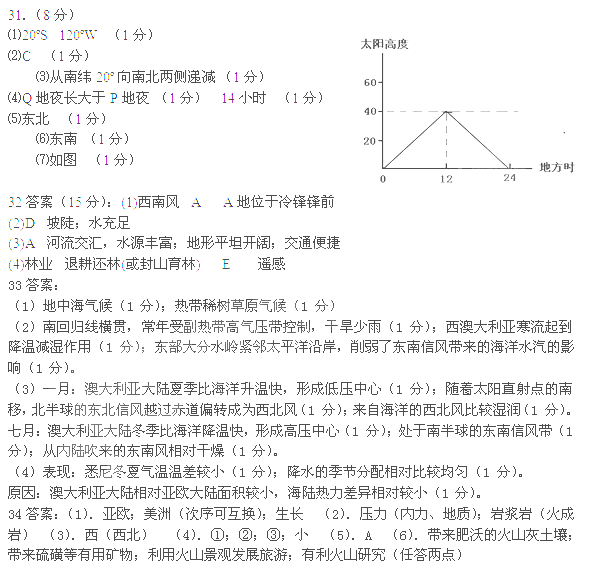 31.（8分）
⑴20°S 120°W （1分）
⑵C （1分）
⑶从南纬20°向南北两侧递减（1分）
⑷Q地夜长大于P地夜（1分） 14小时 （1分）
⑸东北 （1分）
⑹东南 （1分）
⑺如图 （1分）
太阳高度
60
40
20
0 12 24 地方时
32答案（15分）：(1)西南风 A A地位于冷锋锋前
(2)D 坡陡；水充足
(3)A 河流交汇，水源丰富；地形平坦开阔；交通便捷
(4)林业 退耕还林(或封山育林) E 遥感
33答案：
（1）地中海气候（1分）；热带稀树草原气候（1分）
（2）南回归线横贯，常年受副热带高气压带控制，干旱少雨（1分）；西澳大利亚寒流起到
降温减湿作用（1分）；东部大分水岭紧邻太平洋沿岸，削弱了东南信风带来的海洋水汽的影
响（1分）。
（3）一月：澳大利亚大陆夏季比海洋升温快，形成低压中心（1分）；随着太阳直射点的南
移，北半球的东北信风越过赤道偏转成为西北风（1分）；来自海洋的西北风比较湿润（1分）。
七月：澳大利亚大陆冬季比海洋降温快，形成高压中心（1分）；处于南半球的东南信风带（1
分）；从内陆吹来的东南风相对干燥（1分）。
（4）表现：悉尼冬夏气温温差较小（1分）；降水的季节分配相对比较均匀（1分）。
原因：澳大利亚大陆相对亚欧大陆面积较小，海陆热力差异相对较小（1分）。
34答案：（1）．亚欧；美洲（次序可互换）；生长 （2）．压力（内力、地质）；岩浆岩（火成
岩） （3）．西（西北） （4）．①；②；③；小 （5）．A （6）．带来肥沃的火山灰土壤；
带来硫磺等有用矿物；利用火山景观发展旅游；有利火山研究（任答两点）